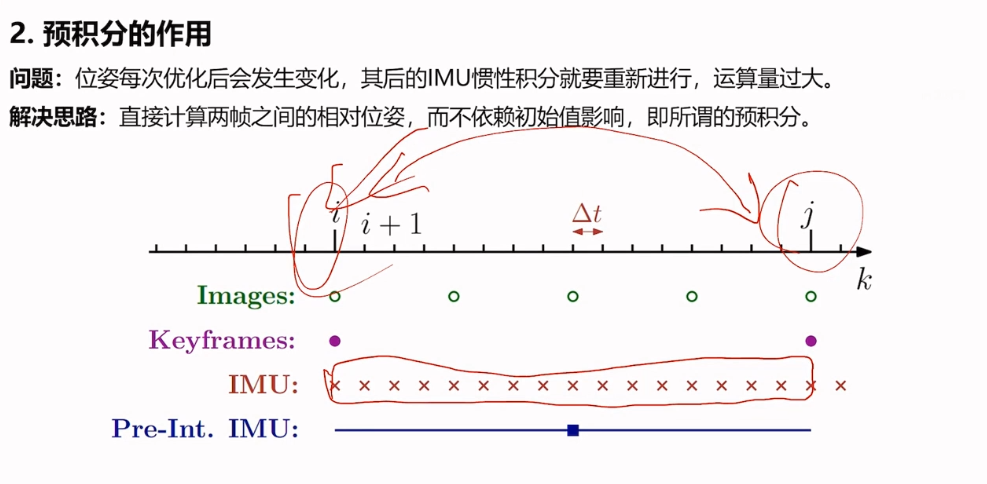 2. 预积分的作用
问题：位姿每次优化后会发生变化，其后的IMU惯性积分就要重新进行，运算量过大。
解决思路：直接计算两帧之间的相对位姿，而不依赖初始值影响，即所谓的预积分。
i i + 1 Δt j
k
Images:
Keyframes:
IMU:
Pre-Int. IMU: